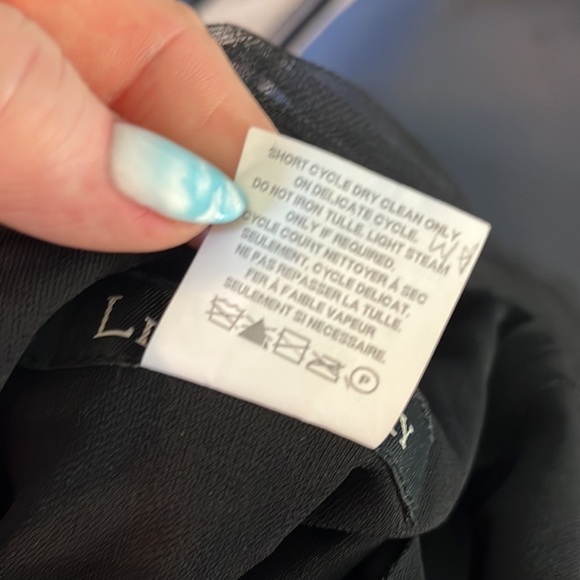 SHORT CYCLE DRY CLEAN ONLY
ON DELICATE CYCLE.
DO NOT IRON TULLE. LIGHT STEAM
ONLY IF REQUIRED.
CYCLE COURT NETTOYER À SEC
SEULEMENT, CYCLE DELICAT.
NE PAS REPASSER LA TULLE.
FER À FAIBLE VAPEUR
SEULEMENT SI NECESSAIRE.
P